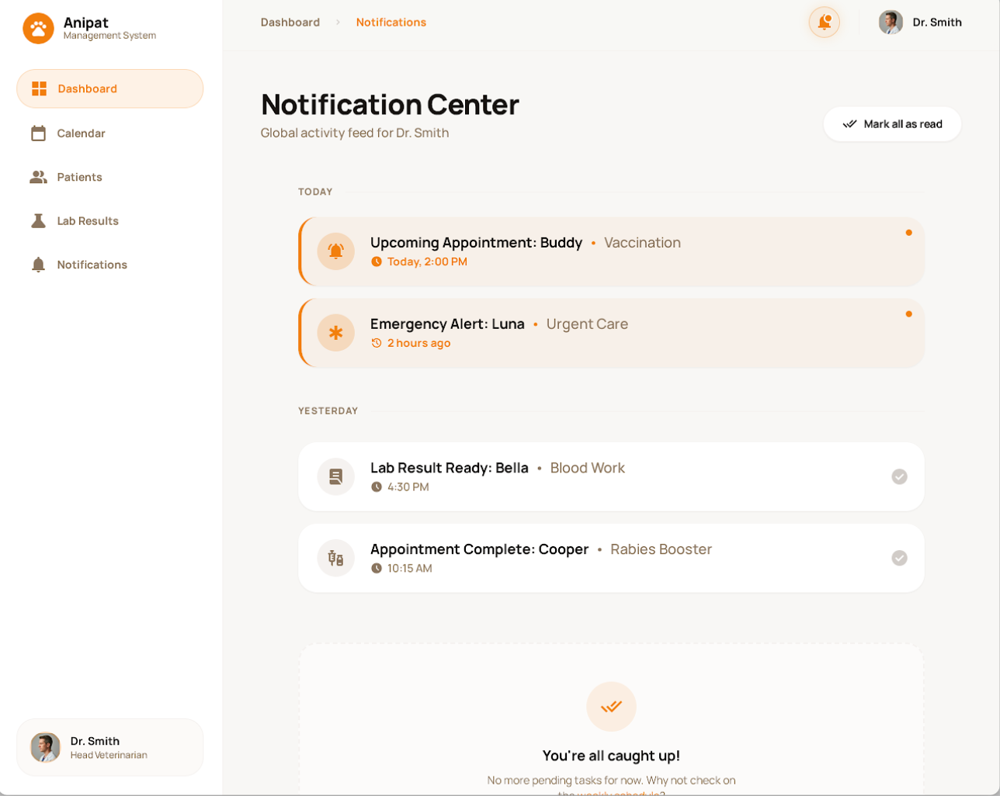 Anipat
Management System
Dashboard
Calendar
Patients
Lab Results
Notifications
Dr. Smith
Head Veterinarian
Dashboard > Notifications
Dr. Smith
Notification Center
Global activity feed for Dr. Smith
Mark all as read
TODAY
Upcoming Appointment: Buddy • Vaccination
Today, 2:00 PM
Emergency Alert: Luna • Urgent Care
2 hours ago
YESTERDAY
Lab Result Ready: Bella • Blood Work
4:30 PM
Appointment Complete: Cooper • Rabies Booster
10:15 AM
You're all caught up!
No more pending tasks for now. Why not check on
the weekly schedule?